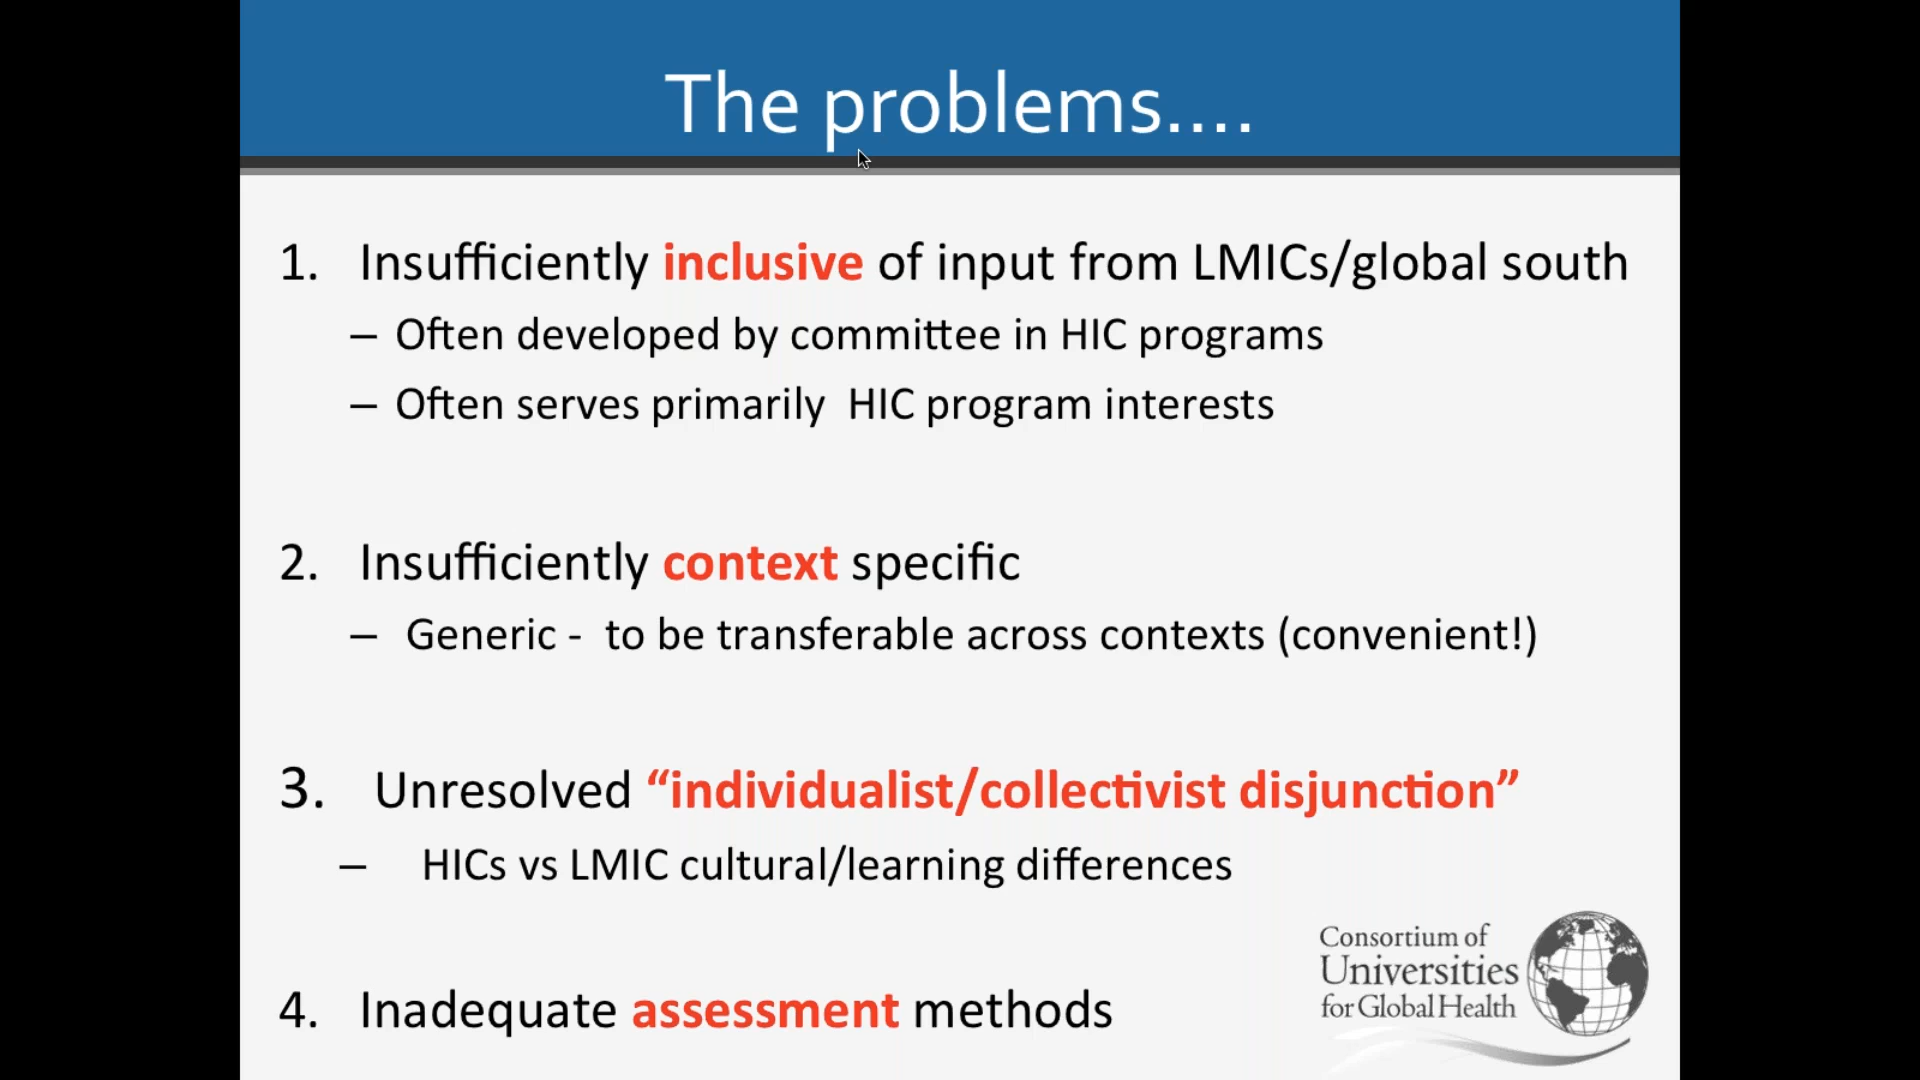 The problems....
1. Insufficiently inclusive of input from LMICs/global south
– Often developed by committee in HIC programs
– Often serves primarily  HIC program interests
2. Insufficiently context specific
– Generic -  to be transferable across contexts (convenient!)
3. Unresolved “individualist/collectivist disjunction”
– HICs vs LMIC cultural/learning differences
4. Inadequate assessment methods
Consortium of
Universities
for Global Health